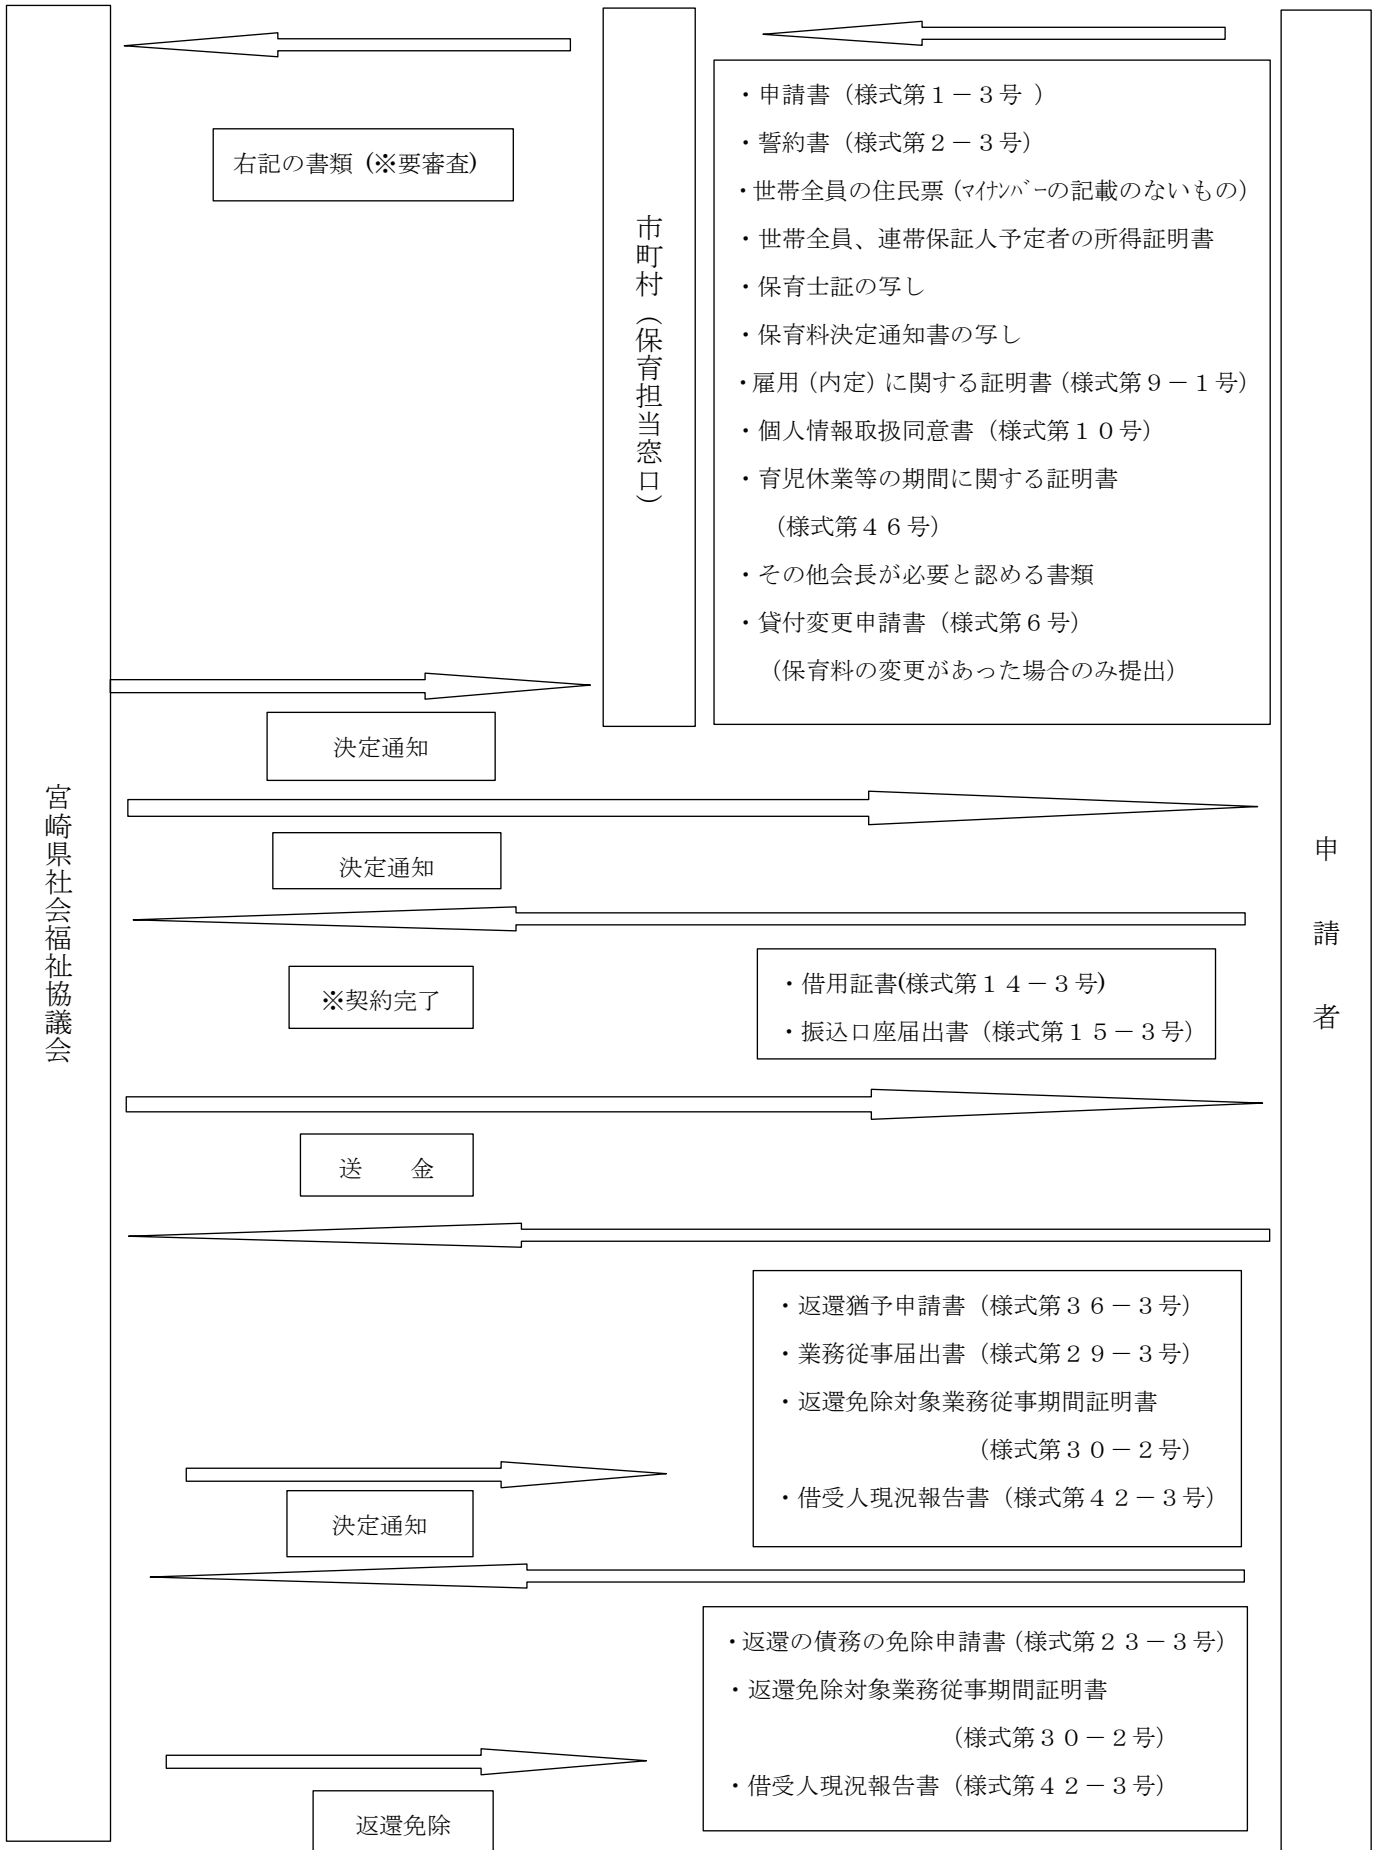 ・申請書（様式第１－３号 ）
・誓約書（様式第２－３号）
・世帯全員の住民票（ﾏｲﾅﾝﾊﾞｰの記載のないもの）
・世帯全員、連帯保証人予定者の所得証明書
・保育士証の写し
・保育料決定通知書の写し
・雇用（内定）に関する証明書（様式第９－１号）
・個人情報取扱同意書（様式第１０号）
・育児休業等の期間に関する証明書
（様式第４６号）
・その他会長が必要と認める書類
・貸付変更申請書（様式第６号）
（保育料の変更があった場合のみ提出）
右記の書類 (※要審査)
市町村（保育担当窓口）
決定通知
宮崎県社会福祉協議会
申請者
決定通知
・借用証書(様式第１４－３号)
・振込口座届出書（様式第１５－３号）
※契約完了
送　　金
・返還猶予申請書（様式第３６－３号）
・業務従事届出書（様式第２９－３号）
・返還免除対象業務従事期間証明書
（様式第３０－２号）
・借受人現況報告書（様式第４２－３号）
決定通知
・返還の債務の免除申請書（様式第２３－３号）
・返還免除対象業務従事期間証明書
（様式第３０－２号）
・借受人現況報告書（様式第４２－３号）
返還免除